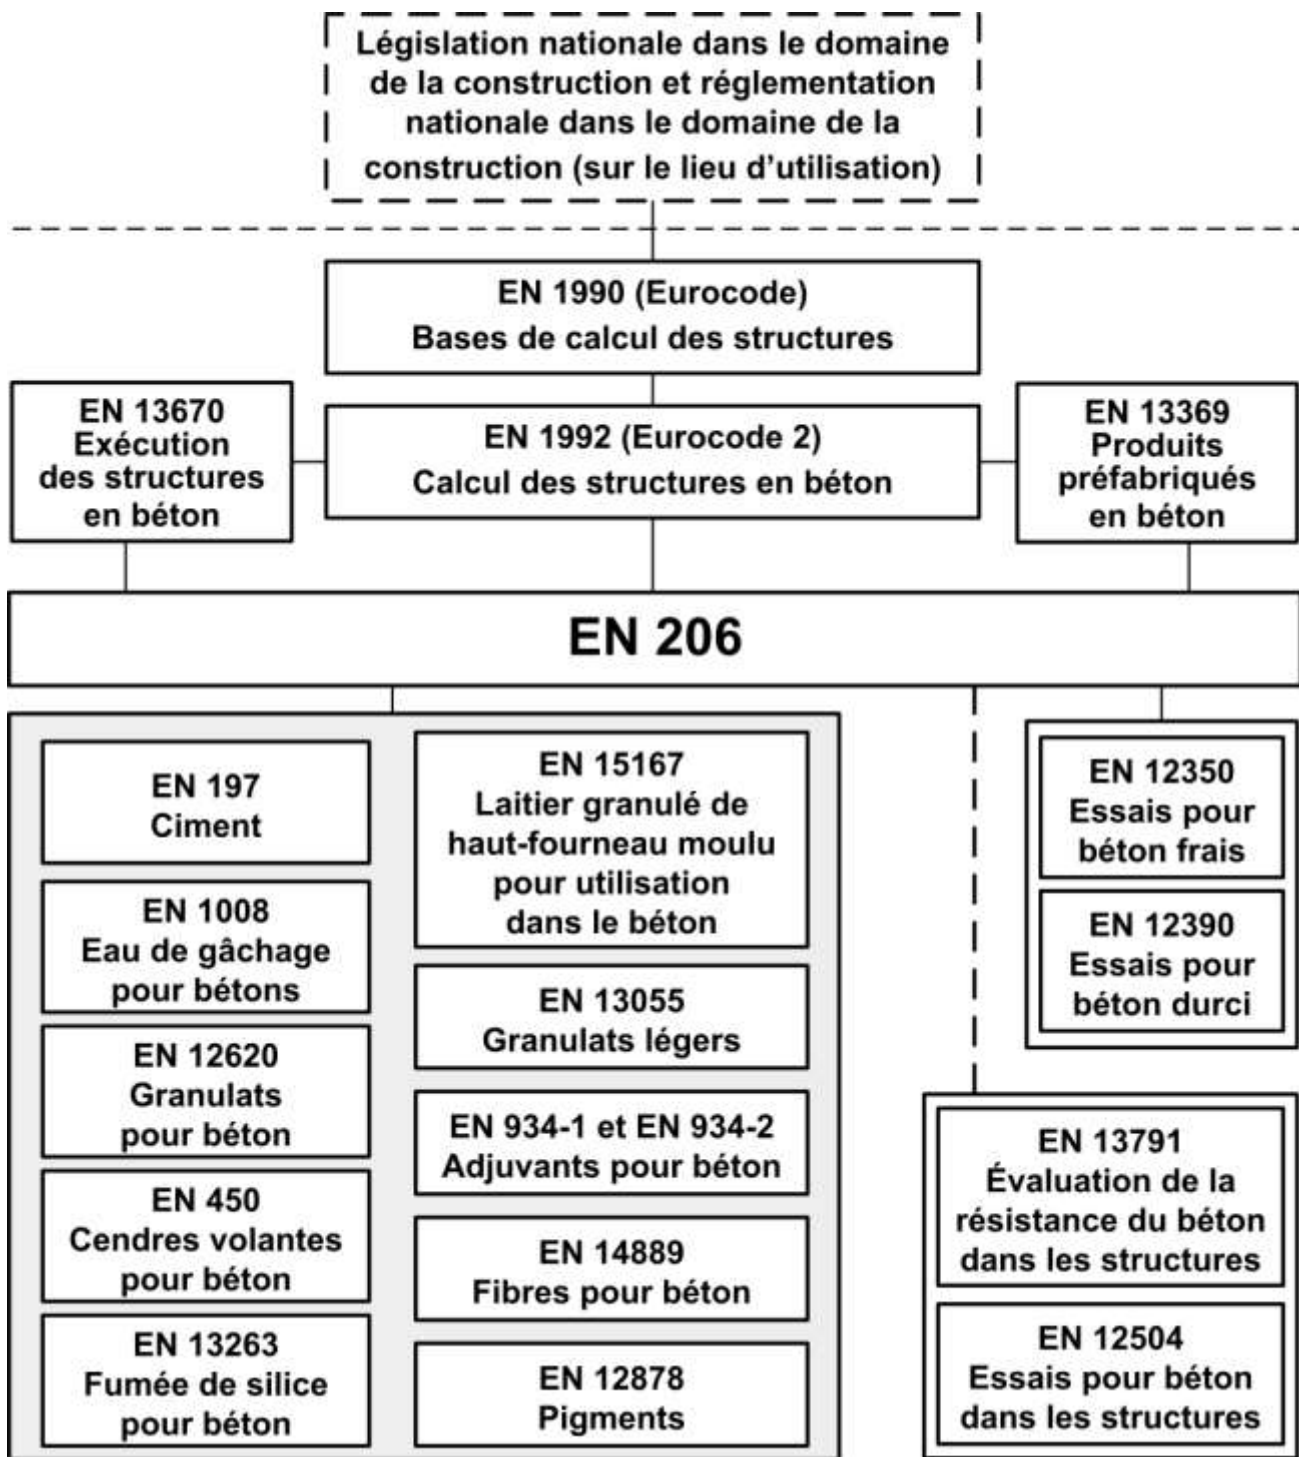 Législation nationale dans le domaine
de la construction et réglementation
nationale dans le domaine de la
construction (sur le lieu d’utilisation)
EN 1990 (Eurocode)
Bases de calcul des structures
EN 13670
Exécution
des structures
en béton
EN 1992 (Eurocode 2)
Calcul des structures en béton
EN 13369
Produits
préfabriqués
en béton
EN 206
EN 197
Ciment
EN 1008
Eau de gâchage
pour bétons
EN 12620
Granulats
pour béton
EN 450
Cendres volantes
pour béton
EN 13263
Fumée de silice
pour béton
EN 15167
Laitier granulé de
haut-fourneau moulu
pour utilisation
dans le béton
EN 13055
Granulats légers
EN 934-1 et EN 934-2
Adjuvants pour béton
EN 14889
Fibres pour béton
EN 12878
Pigments
EN 12350
Essais pour
béton frais
EN 12390
Essais pour
béton durci
EN 13791
Évaluation de la
résistance du béton
dans les structures
EN 12504
Essais pour béton
dans les structures